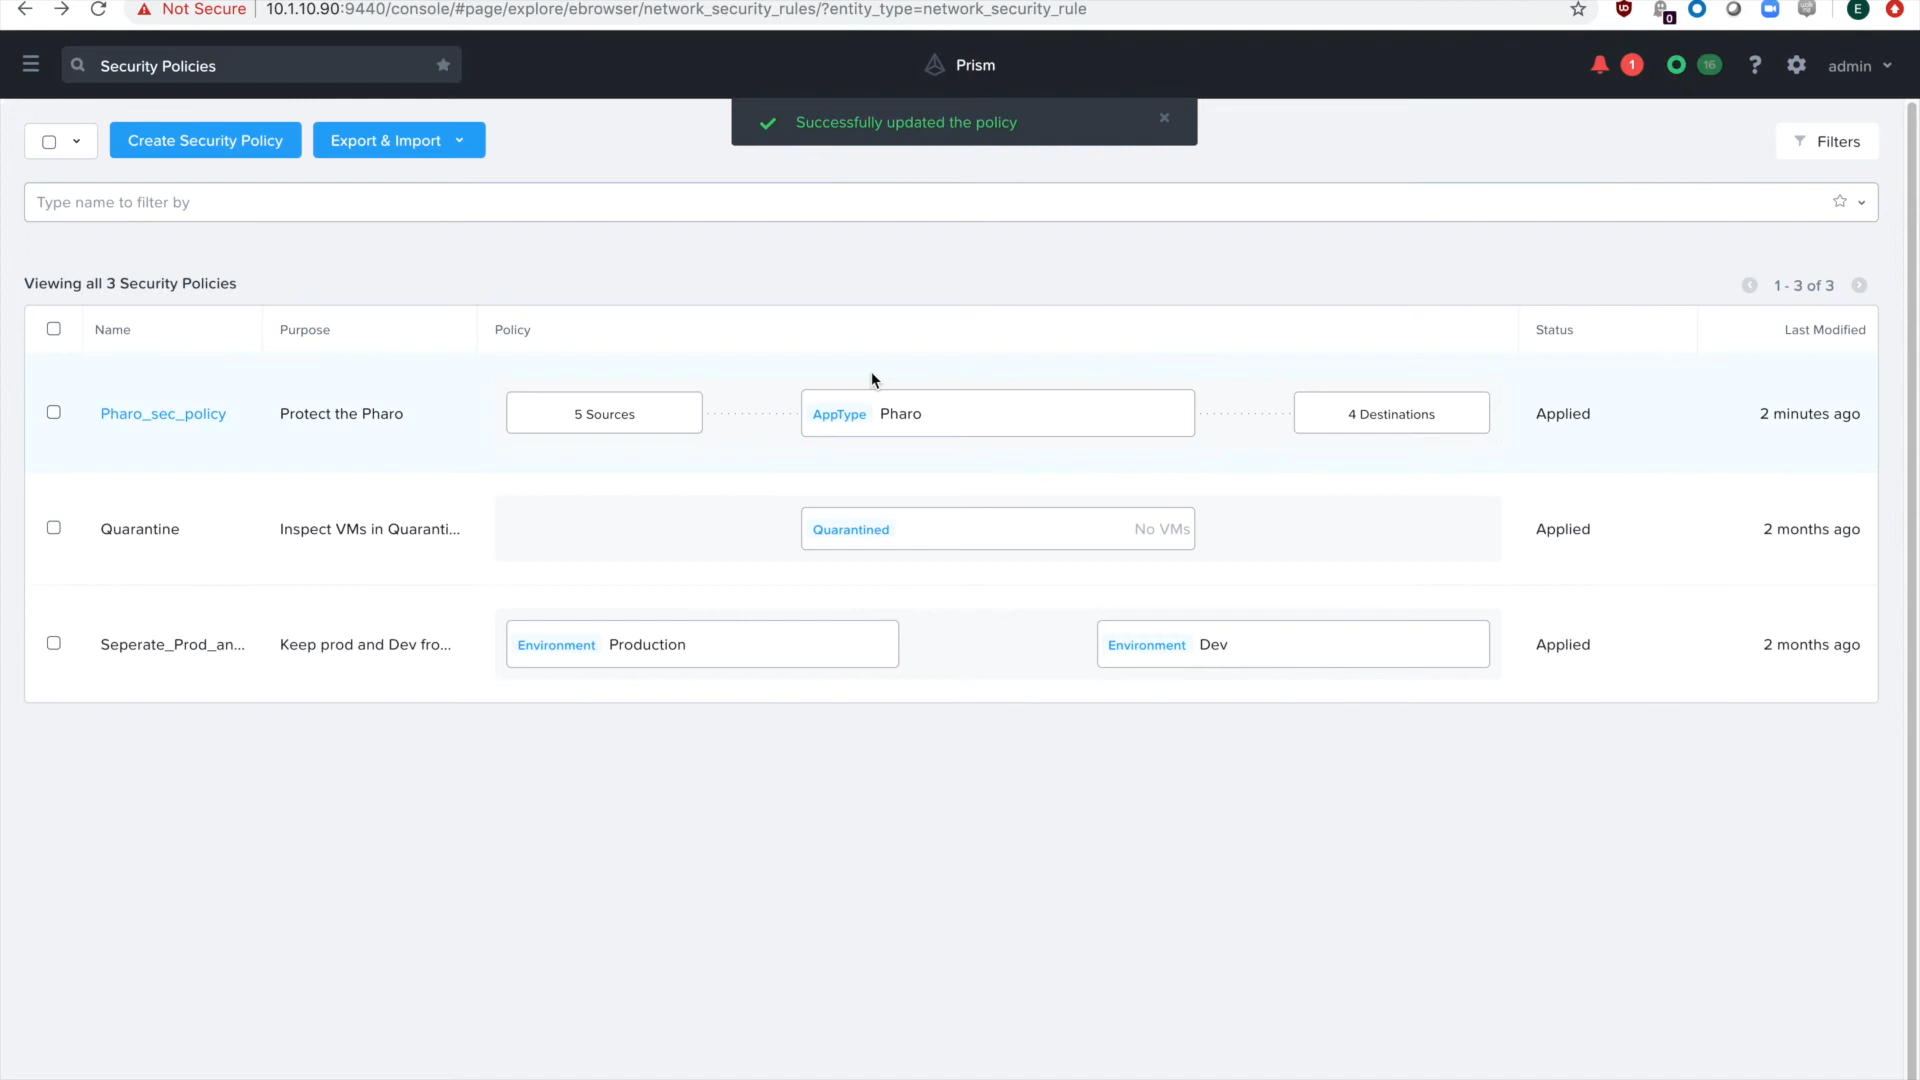 Not Secure
10.1.10.90:9440/console/#page/explore/ebrowser/network_security_rules/?entity_type=network_security_rule
0
E
Security Policies
Prism
1
16
?
admin
Create Security Policy
Export & Import
Successfully updated the policy
Filters
Type name to filter by
Viewing all 3 Security Policies
1 - 3 of 3
Name Purpose Policy Status Last Modified
Pharo_sec_policy Protect the Pharo 5 Sources AppType Pharo 4 Destinations Applied 2 minutes ago
Quarantine Inspect VMs in Quaranti... Quarantined No VMs Applied 2 months ago
Seperate_Prod_an... Keep prod and Dev fro... Environment Production Environment Dev Applied 2 months ago